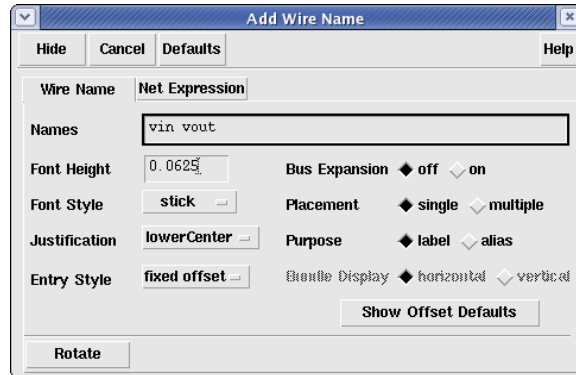 Add Wire Name
Hide Cancel Defaults Help
Wire Name Net Expression
Names vin vout
Font Height 0.0625 Bus Expansion off on
Font Style stick Placement single multiple
Justification lowerCenter Purpose label alias
Entry Style fixed offset Bundle Display horizontal vertical
Show Offset Defaults
Rotate